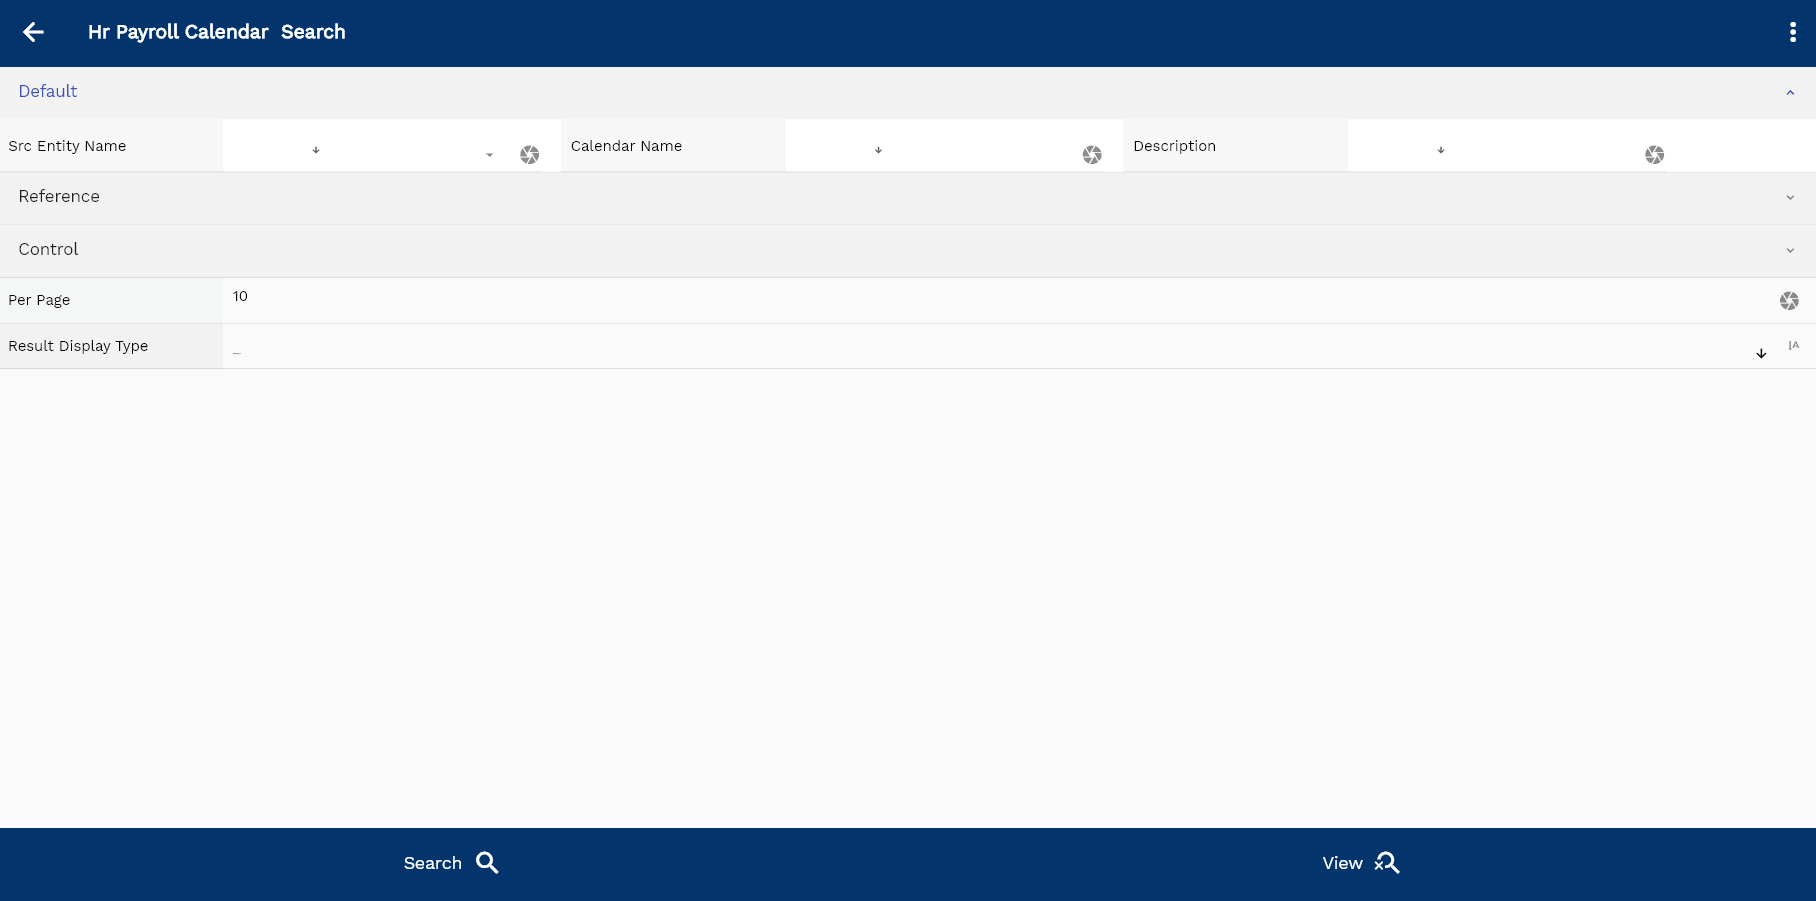 Hr Payroll Calendar  Search
Default
Src Entity Name
Calendar Name
Description
Reference
Control
Per Page
10
Result Display Type
_
Search
View